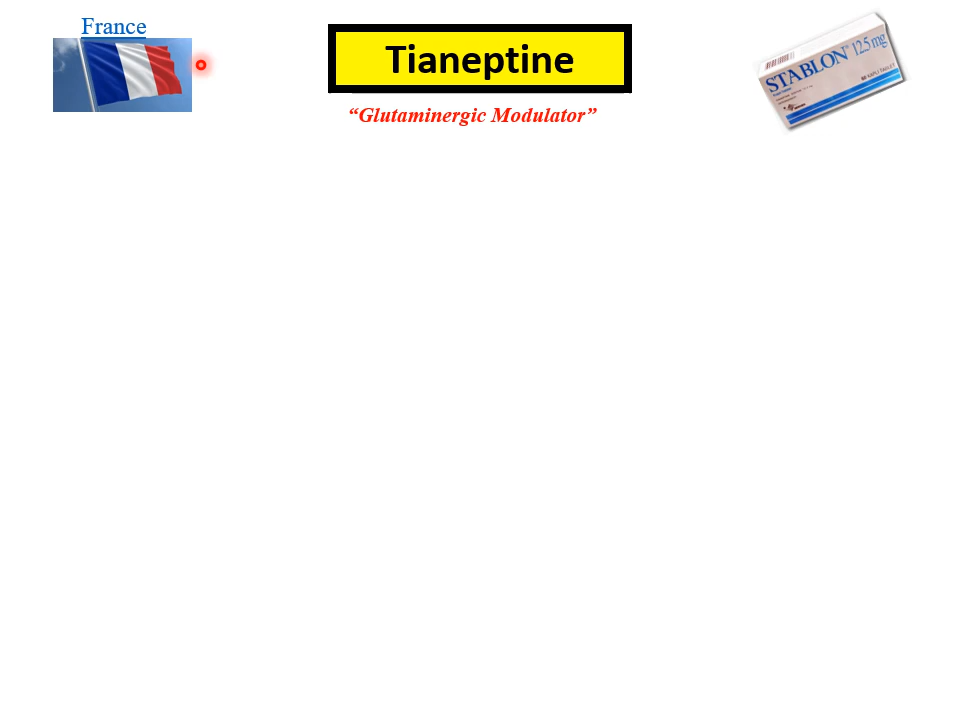 France
Tianeptine
“Glutaminergic Modulator”
STABLON® 12.5 mg